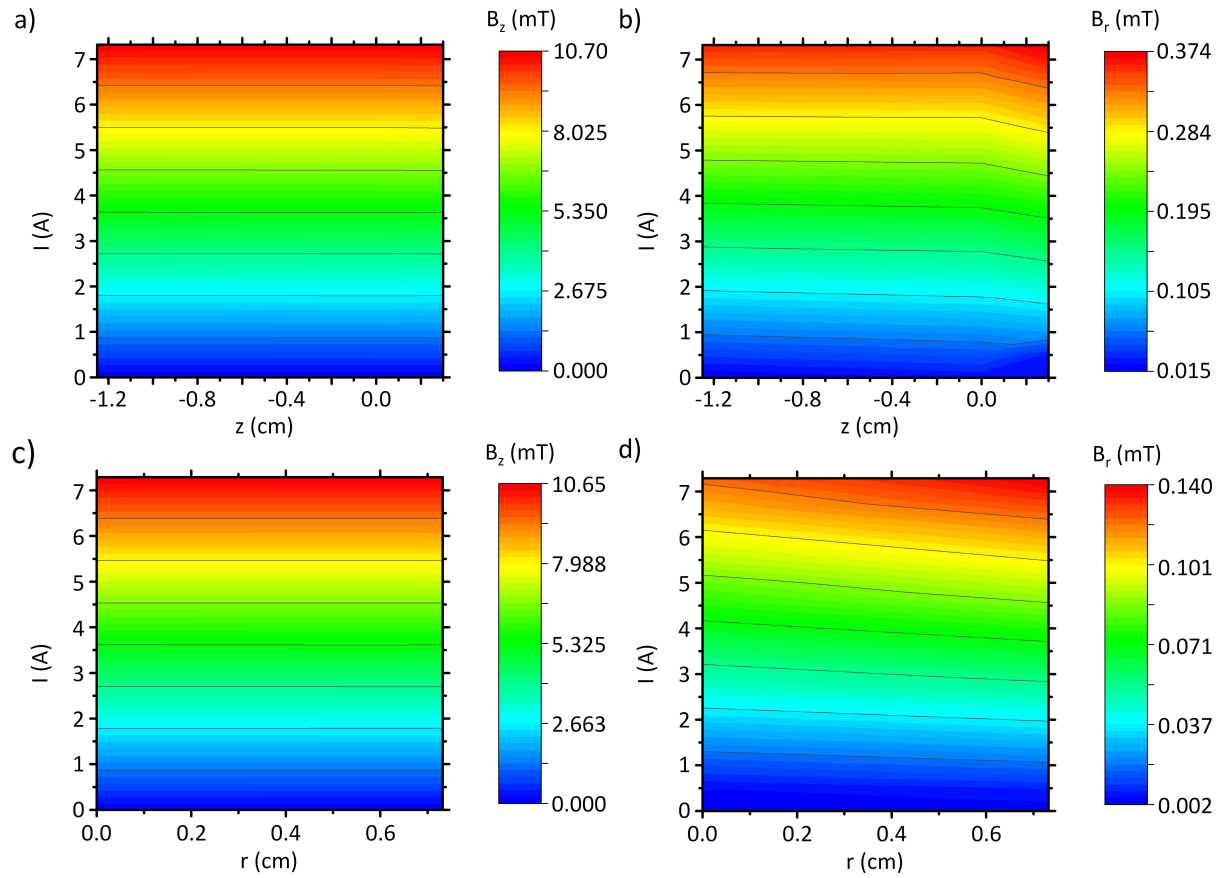 a)
B_z (mT)
10.70
8.025
5.350
2.675
0.000
7
6
5
4
3
2
1
0
I (A)
-1.2 -0.8 -0.4 0.0
z (cm)
b)
B_r (mT)
0.374
0.284
0.195
0.105
0.015
7
6
5
4
3
2
1
0
I (A)
-1.2 -0.8 -0.4 0.0
z (cm)
c)
B_z (mT)
10.65
7.988
5.325
2.663
0.000
7
6
5
4
3
2
1
0
I (A)
0.0 0.2 0.4 0.6
r (cm)
d)
B_r (mT)
0.140
0.101
0.071
0.037
0.002
7
6
5
4
3
2
1
0
I (A)
0.0 0.2 0.4 0.6
r (cm)